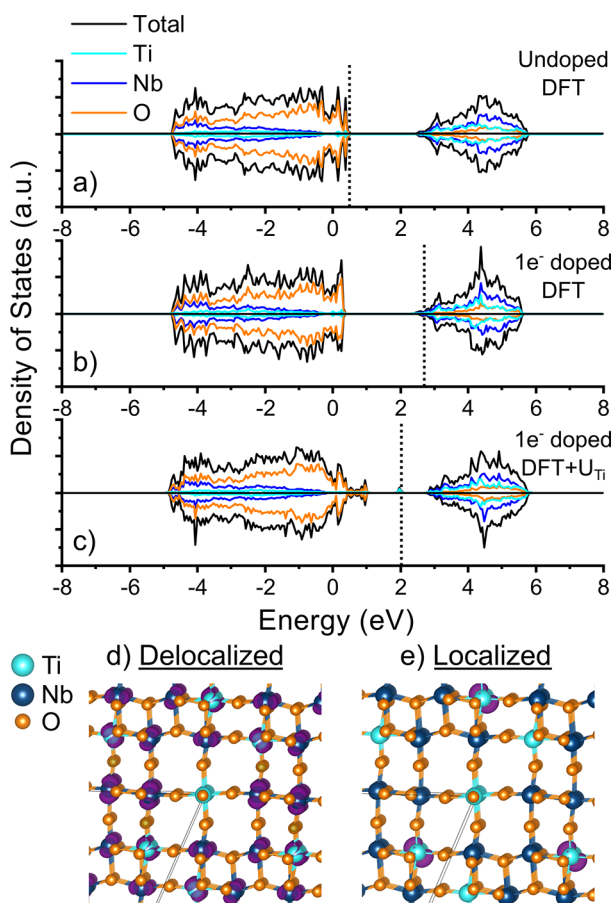 Total
Ti
Nb
O
Undoped
DFT
a)
-8 -6 -4 -2 0 2 4 6 8
1e⁻ doped
DFT
b)
-8 -6 -4 -2 0 2 4 6 8
1e⁻ doped
DFT+U_Ti
c)
-8 -6 -4 -2 0 2 4 6 8
Density of States (a.u.)
Energy (eV)
d) Delocalized
e) Localized
Ti
Nb
O